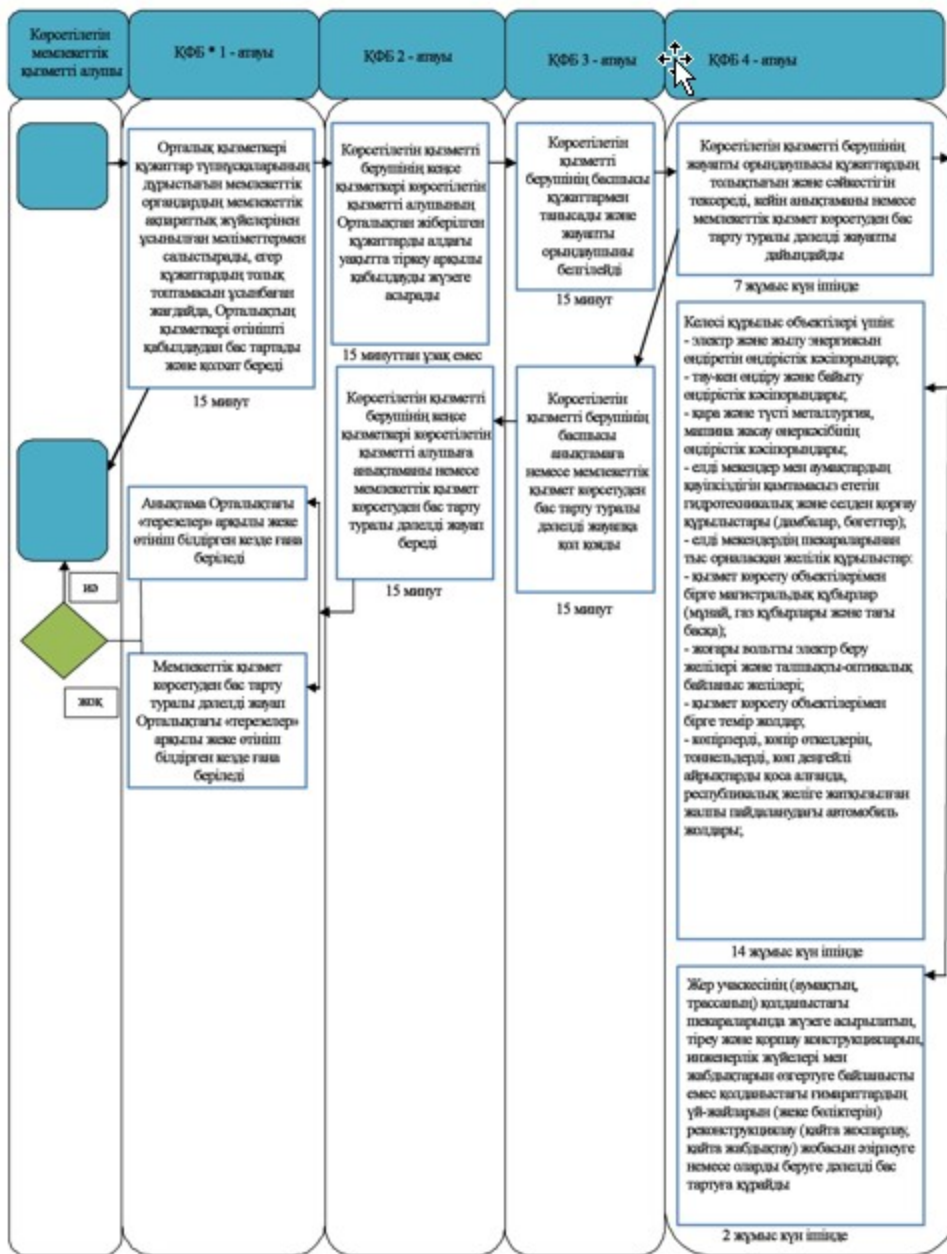 Көрсетілетін
мемлекеттік
қызметті алушы
ҚФБ * 1 - атауы
ҚФБ 2 - атауы
ҚФБ 3 - атауы
ҚФБ 4 - атауы
Орталық қызметкері
құжаттар түпнұсқаларының
дұрыстығын мемлекеттік
органдардың мемлекеттік
ақпараттық жүйелерінен
ұсынылған мәліметтермен
салыстырады, егер
құжаттардың толық
топтамасын ұсынбаған
жағдайда, Орталықтың
қызметкері өтінішті
қабылдаудан бас тартады
және қолхат береді
15 минут
Көрсетілетін қызметті
берушінің кеңсе
қызметкері көрсетілетін
қызметті алушының
Орталықтан жіберілген
құжаттарды алдағы
уақытта тіркеу арқылы
қабылдауды жүзеге
асырады
15 минуттан ұзақ емес
Көрсетілетін
қызметті
берушінің басшысы
құжаттармен
танысады және
жауапты
орындаушыны
белгілейді
15 минут
Көрсетілетін қызметті берушінің
жауапты орындаушысы құжаттардың
толықтығын және сәйкестігін
тексереді, кейін анықтаманы немесе
мемлекеттік қызмет көрсетуден бас
тарту туралы дәлелді жауапты
дайындайды
7 жұмыс күн ішінде
Келесі құрылыс объектілері үшін:
- электр және жылу энергиясын
өндіретін өндірістік кәсіпорындар;
- тау-кен өндіру және байыту
өндірістік кәсіпорындары;
- қара және түсті металлургия,
машина жасау өнеркәсібінің
өндірістік кәсіпорындары;
- елді мекендер мен аумақтардың
қауіпсіздігін қамтамасыз ететін
гидротехникалық және селден қорғау
құрылыстары (дамбалар, бөгеттер);
- елді мекендердің шекараларынан
тыс орналасқан желілік құрылыстар:
- қызмет көрсету объектілерімен
бірге магистральдық құбырлар
(мұнай, газ құбырлары және тағы
басқа);
- жоғары вольтты электр беру
желілері және талшықты-оптикалық
байланыс желілері;
- қызмет көрсету объектілерімен
бірге темір жолдар;
- көпірлерді, көпір өткелдерін,
тоннельдерді, көп деңгейлі
айрықтарды қоса алғанда,
республикалық желіге жатқызылған
жалпы пайдаланудағы автомобиль
жолдары;
14 жұмыс күн ішінде
Көрсетілетін қызметті
берушінің кеңсе
қызметкері көрсетілетін
қызметті алушыға
анықтаманы немесе
мемлекеттік қызмет
көрсетуден бас тарту
туралы дәлелді жауап
береді
15 минут
Көрсетілетін
қызметті берушінің
басшысы
анықтамаға
немесе мемлекеттік
қызмет көрсетуден
бас тарту туралы
дәлелді жауапқа
қол қояды
15 минут
Анықтама Орталықтағы
«терезелер» арқылы жеке
өтініш білдірген кезде ғана
беріледі
иә
жоқ
Мемлекеттік қызмет
көрсетуден бас тарту
туралы дәлелді жауап
Орталықтағы «терезелер»
арқылы жеке өтініш
білдірген кезде ғана
беріледі
Жер учаскесінің (аумақтың,
трассаның) қолданыстағы
шекараларында жүзеге асырылатын,
тіреу және қоршау конструкцияларын,
инженерлік жүйелері мен
жабдықтарын өзгертуге байланысты
емес қолданыстағы ғимараттардың
үй-жайларын (жеке бөліктерін)
реконструкциялау (қайта жоспарлау,
қайта жабдықтау) жобасын әзірлеуге
немесе оларды беруге дәлелді бас
тартуға құрайды
2 жұмыс күн ішінде